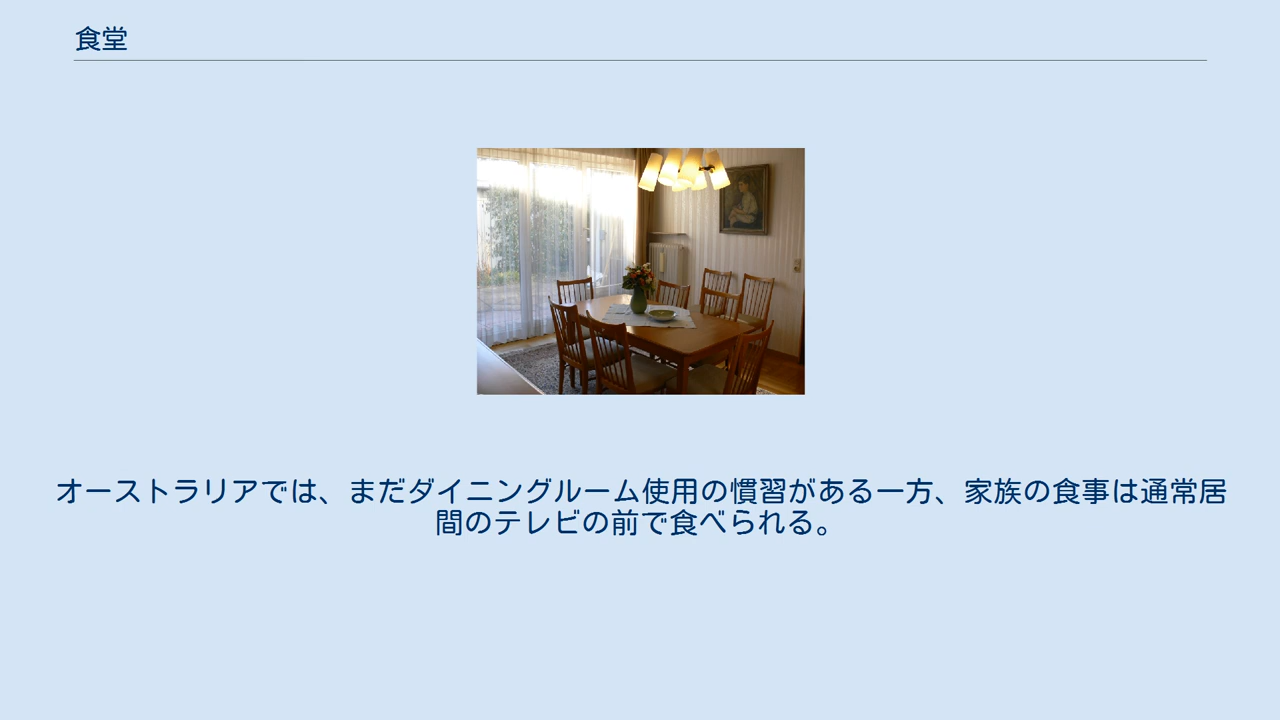 食堂
オーストラリアでは、まだダイニングルーム使用の慣習がある一方、家族の食事は通常居
間のテレビの前で食べられる。